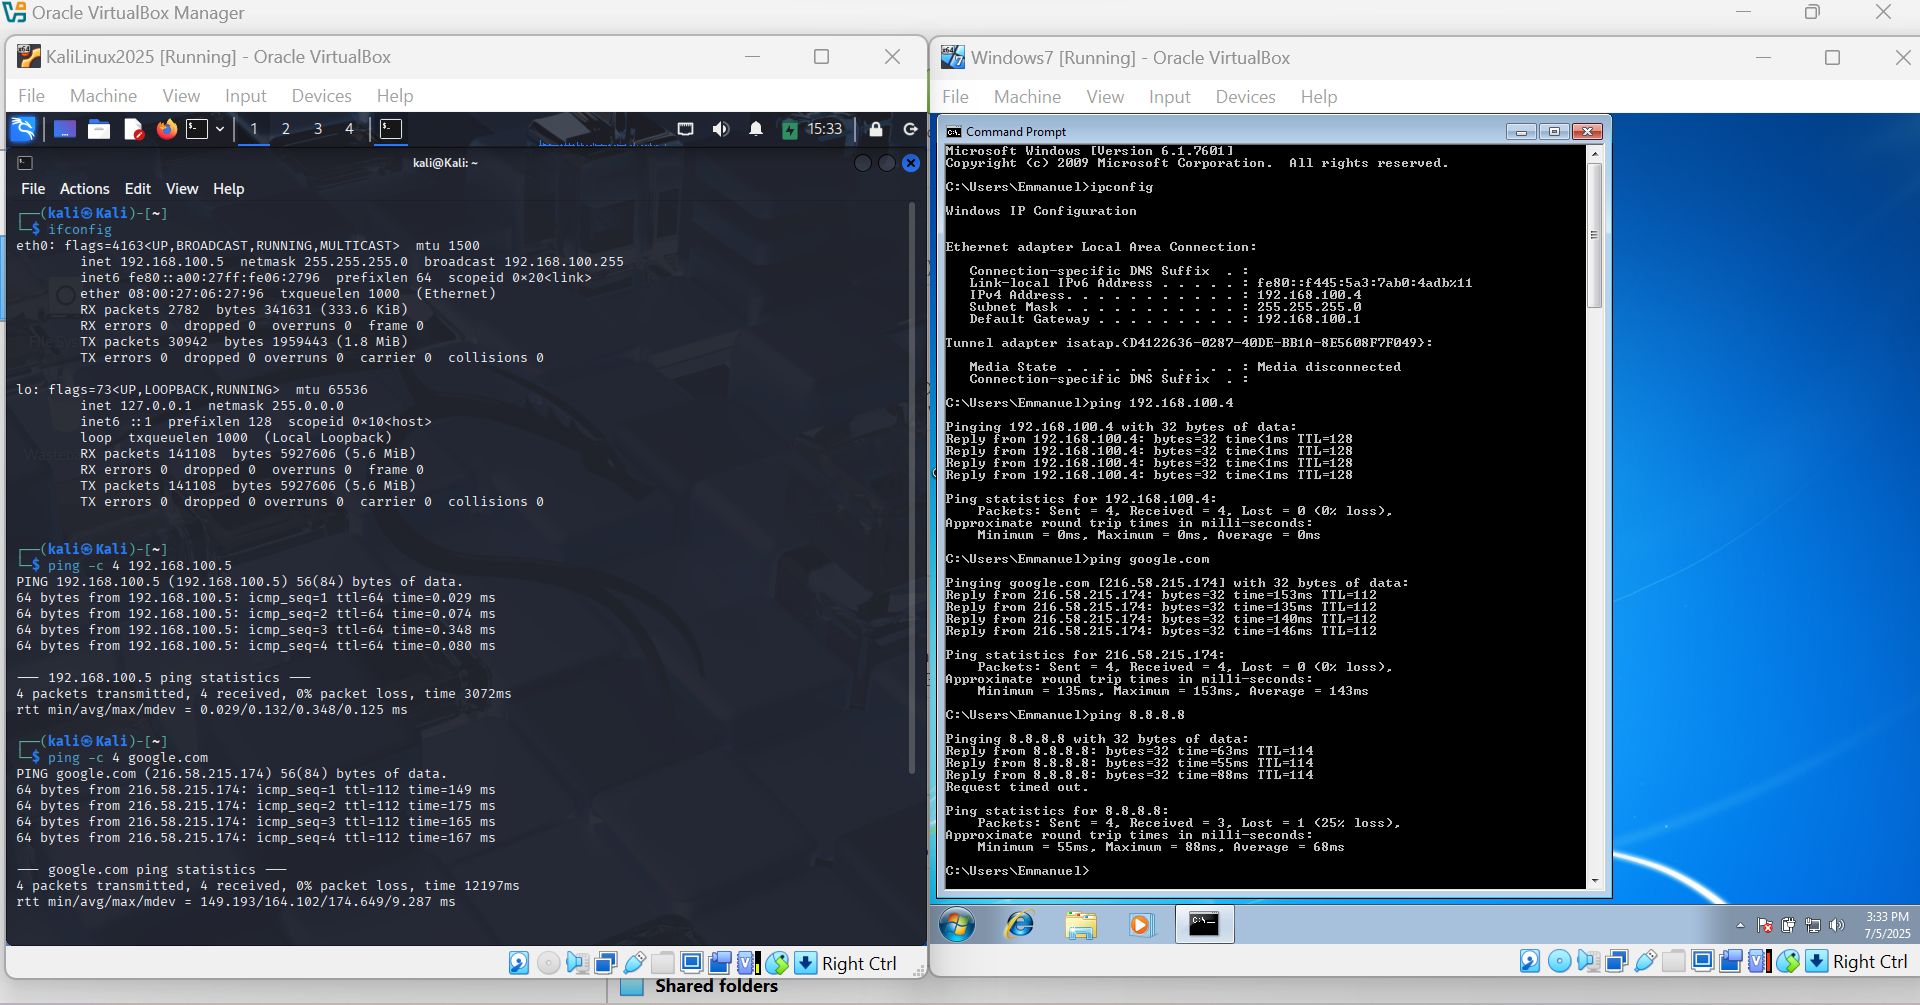 Oracle VirtualBox Manager
KaliLinux2025 [Running] - Oracle VirtualBox
File Machine View Input Devices Help
1 2 3 4 15:33
kali@Kali: ~
File Actions Edit View Help
┌──(kali㉿Kali)-[~]
└─$ ifconfig
eth0: flags=4163<UP,BROADCAST,RUNNING,MULTICAST> mtu 1500
inet 192.168.100.5 netmask 255.255.255.0 broadcast 192.168.100.255
inet6 fe80::a00:27ff:fe06:2796 prefixlen 64 scopeid 0×20<link>
ether 08:00:27:06:27:96 txqueuelen 1000 (Ethernet)
RX packets 2782 bytes 341631 (333.6 KiB)
RX errors 0 dropped 0 overruns 0 frame 0
TX packets 30942 bytes 1959443 (1.8 MiB)
TX errors 0 dropped 0 overruns 0 carrier 0 collisions 0
lo: flags=73<UP,LOOPBACK,RUNNING> mtu 65536
inet 127.0.0.1 netmask 255.0.0.0
inet6 ::1 prefixlen 128 scopeid 0×10<host>
loop txqueuelen 1000 (Local Loopback)
RX packets 141108 bytes 5927606 (5.6 MiB)
RX errors 0 dropped 0 overruns 0 frame 0
TX packets 141108 bytes 5927606 (5.6 MiB)
TX errors 0 dropped 0 overruns 0 carrier 0 collisions 0
┌──(kali㉿Kali)-[~]
└─$ ping -c 4 192.168.100.5
PING 192.168.100.5 (192.168.100.5) 56(84) bytes of data.
64 bytes from 192.168.100.5: icmp_seq=1 ttl=64 time=0.029 ms
64 bytes from 192.168.100.5: icmp_seq=2 ttl=64 time=0.074 ms
64 bytes from 192.168.100.5: icmp_seq=3 ttl=64 time=0.348 ms
64 bytes from 192.168.100.5: icmp_seq=4 ttl=64 time=0.080 ms
--- 192.168.100.5 ping statistics ---
4 packets transmitted, 4 received, 0% packet loss, time 3072ms
rtt min/avg/max/mdev = 0.029/0.132/0.348/0.125 ms
┌──(kali㉿Kali)-[~]
└─$ ping -c 4 google.com
PING google.com (216.58.215.174) 56(84) bytes of data.
64 bytes from 216.58.215.174: icmp_seq=1 ttl=112 time=149 ms
64 bytes from 216.58.215.174: icmp_seq=2 ttl=112 time=175 ms
64 bytes from 216.58.215.174: icmp_seq=3 ttl=112 time=165 ms
64 bytes from 216.58.215.174: icmp_seq=4 ttl=112 time=167 ms
--- google.com ping statistics ---
4 packets transmitted, 4 received, 0% packet loss, time 12197ms
rtt min/avg/max/mdev = 149.193/164.102/174.649/9.287 ms
Right Ctrl
Shared folders
Windows7 [Running] - Oracle VirtualBox
File Machine View Input Devices Help
Command Prompt
Microsoft Windows [Version 6.1.7601]
Copyright (c) 2009 Microsoft Corporation. All rights reserved.
C:\Users\Emmanuel>ipconfig
Windows IP Configuration
Ethernet adapter Local Area Connection:
Connection-specific DNS Suffix . :
Link-local IPv6 Address . . . . . : fe80::f445:5a3:7ab0:4adb%11
IPv4 Address. . . . . . . . . . . : 192.168.100.4
Subnet Mask . . . . . . . . . . . : 255.255.255.0
Default Gateway . . . . . . . . . : 192.168.100.1
Tunnel adapter isatap.{D4122636-0287-40DE-BB1A-8E5608F7F049}:
Media State . . . . . . . . . . . : Media disconnected
Connection-specific DNS Suffix . :
C:\Users\Emmanuel>ping 192.168.100.4
Pinging 192.168.100.4 with 32 bytes of data:
Reply from 192.168.100.4: bytes=32 time<1ms TTL=128
Reply from 192.168.100.4: bytes=32 time<1ms TTL=128
Reply from 192.168.100.4: bytes=32 time<1ms TTL=128
Reply from 192.168.100.4: bytes=32 time<1ms TTL=128
Ping statistics for 192.168.100.4:
Packets: Sent = 4, Received = 4, Lost = 0 (0% loss),
Approximate round trip times in milli-seconds:
Minimum = 0ms, Maximum = 0ms, Average = 0ms
C:\Users\Emmanuel>ping google.com
Pinging google.com [216.58.215.174] with 32 bytes of data:
Reply from 216.58.215.174: bytes=32 time=153ms TTL=112
Reply from 216.58.215.174: bytes=32 time=135ms TTL=112
Reply from 216.58.215.174: bytes=32 time=140ms TTL=112
Reply from 216.58.215.174: bytes=32 time=146ms TTL=112
Ping statistics for 216.58.215.174:
Packets: Sent = 4, Received = 4, Lost = 0 (0% loss),
Approximate round trip times in milli-seconds:
Minimum = 135ms, Maximum = 153ms, Average = 143ms
C:\Users\Emmanuel>ping 8.8.8.8
Pinging 8.8.8.8 with 32 bytes of data:
Reply from 8.8.8.8: bytes=32 time=63ms TTL=114
Reply from 8.8.8.8: bytes=32 time=55ms TTL=114
Reply from 8.8.8.8: bytes=32 time=88ms TTL=114
Request timed out.
Ping statistics for 8.8.8.8:
Packets: Sent = 4, Received = 3, Lost = 1 (25% loss),
Approximate round trip times in milli-seconds:
Minimum = 55ms, Maximum = 88ms, Average = 68ms
C:\Users\Emmanuel>
3:33 PM
7/5/2025
Right Ctrl